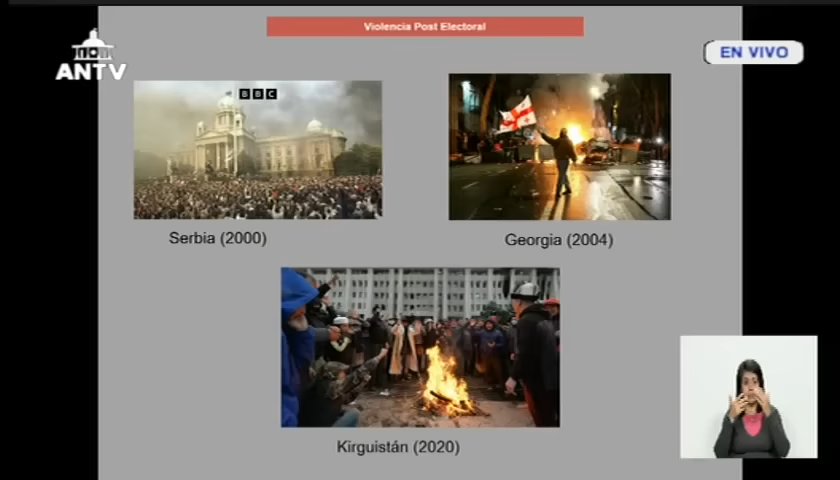 Violencia Post Electoral
ANTV
EN VIVO
BBC
Serbia (2000)
Georgia (2004)
Kirguistán (2020)